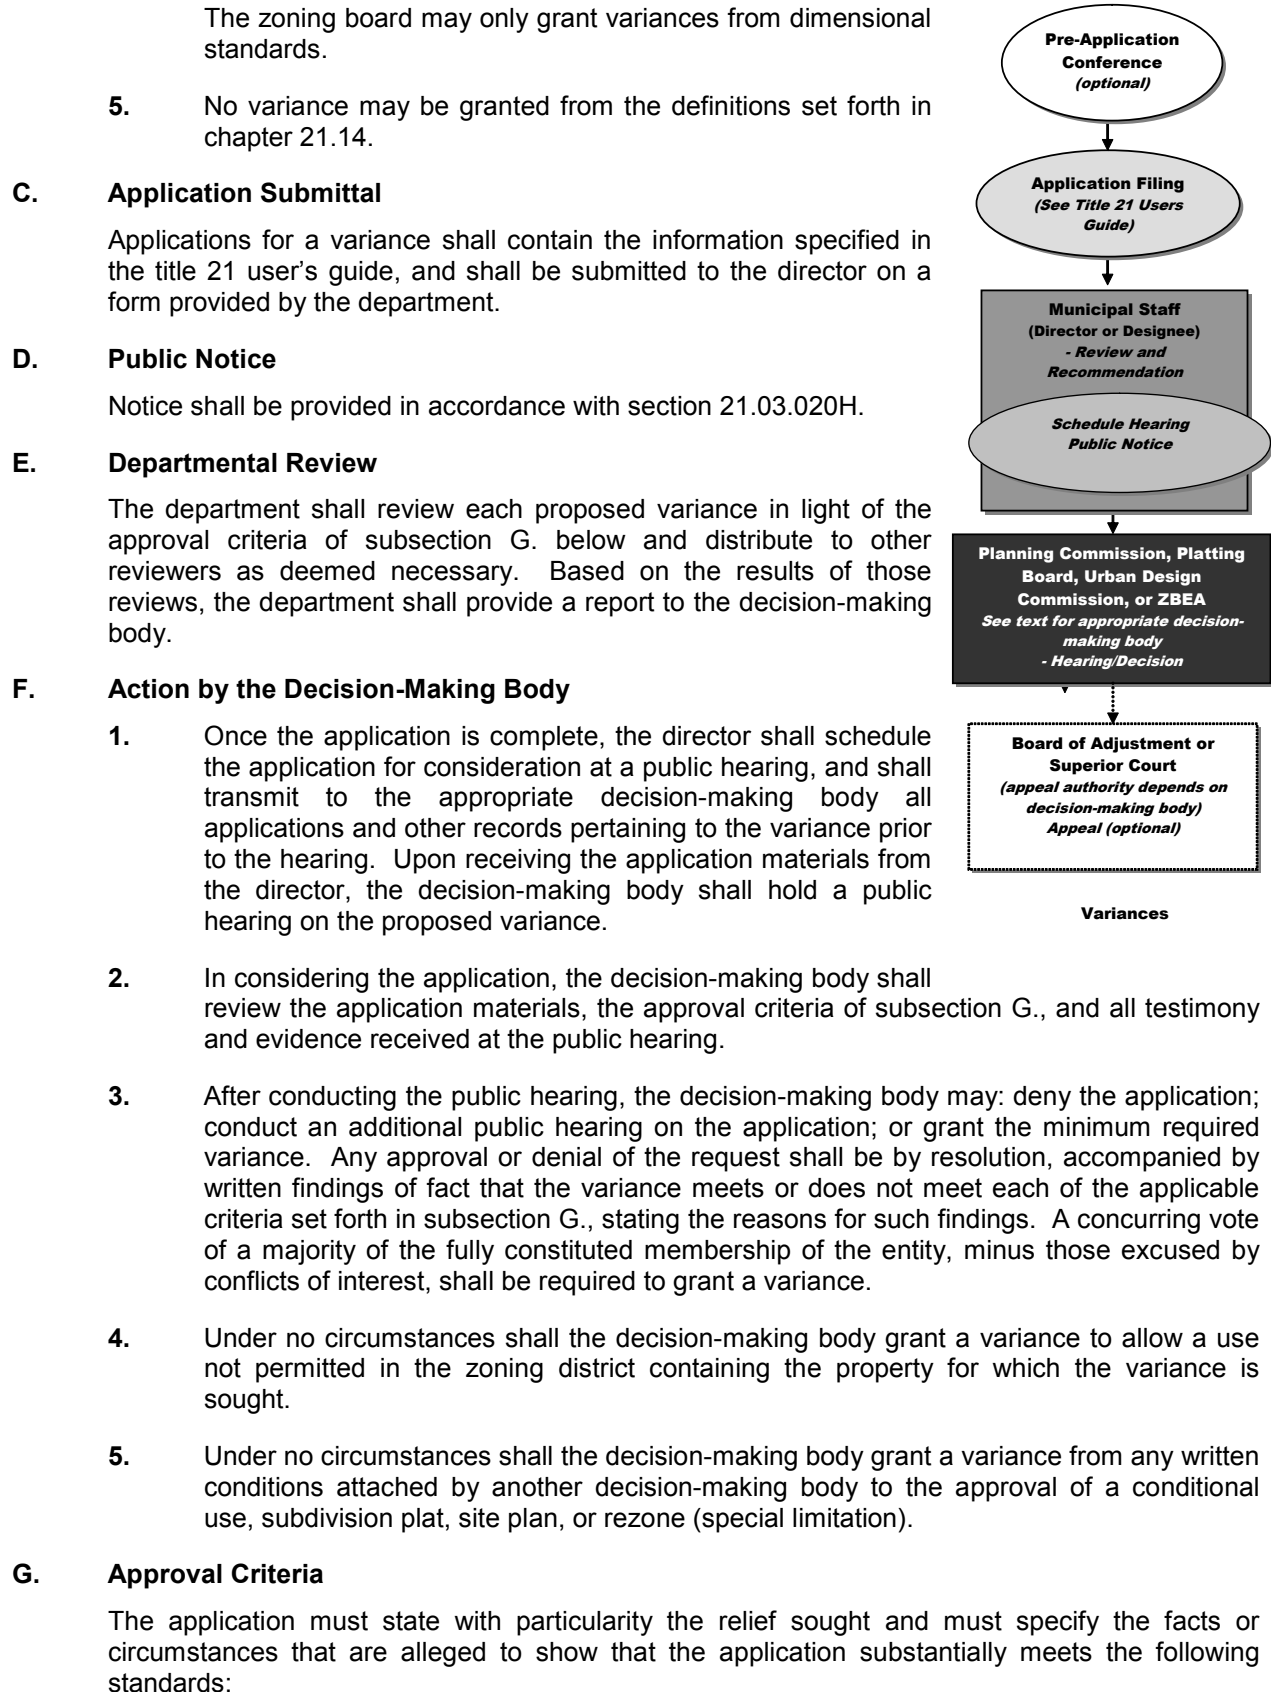 The zoning board may only grant variances from dimensional
standards.
5. No variance may be granted from the definitions set forth in
chapter 21.14.
C. Application Submittal
Applications for a variance shall contain the information specified in
the title 21 user's guide, and shall be submitted to the director on a
form provided by the department.
D. Public Notice
Notice shall be provided in accordance with section 21.03.020H.
E. Departmental Review
The department shall review each proposed variance in light of the
approval criteria of subsection G. below and distribute to other
reviewers as deemed necessary. Based on the results of those
reviews, the department shall provide a report to the decision-making
body.
F. Action by the Decision-Making Body
1. Once the application is complete, the director shall schedule
the application for consideration at a public hearing, and shall
transmit to the appropriate decision-making body all
applications and other records pertaining to the variance prior
to the hearing. Upon receiving the application materials from
the director, the decision-making body shall hold a public
hearing on the proposed variance.
Pre-Application
Conference
(optional)
Application Filing
(See Title 21 Users
Guide)
Municipal Staff
(Director or Designee)
- Review and
Recommendation
Schedule Hearing
Public Notice
Planning Commission, Platting
Board, Urban Design
Commission, or ZBEA
See text for appropriate decision-
making body
- Hearing/Decision
Board of Adjustment or
Superior Court
(appeal authority depends on
decision-making body)
Appeal (optional)
Variances
2. In considering the application, the decision-making body shall
review the application materials, the approval criteria of subsection G., and all testimony
and evidence received at the public hearing.
3. After conducting the public hearing, the decision-making body may: deny the application;
conduct an additional public hearing on the application; or grant the minimum required
variance. Any approval or denial of the request shall be by resolution, accompanied by
written findings of fact that the variance meets or does not meet each of the applicable
criteria set forth in subsection G., stating the reasons for such findings. A concurring vote
of a majority of the fully constituted membership of the entity, minus those excused by
conflicts of interest, shall be required to grant a variance.
4. Under no circumstances shall the decision-making body grant a variance to allow a use
not permitted in the zoning district containing the property for which the variance is
sought.
5. Under no circumstances shall the decision-making body grant a variance from any written
conditions attached by another decision-making body to the approval of a conditional
use, subdivision plat, site plan, or rezone (special limitation).
G. Approval Criteria
The application must state with particularity the relief sought and must specify the facts or
circumstances that are alleged to show that the application substantially meets the following
standards: